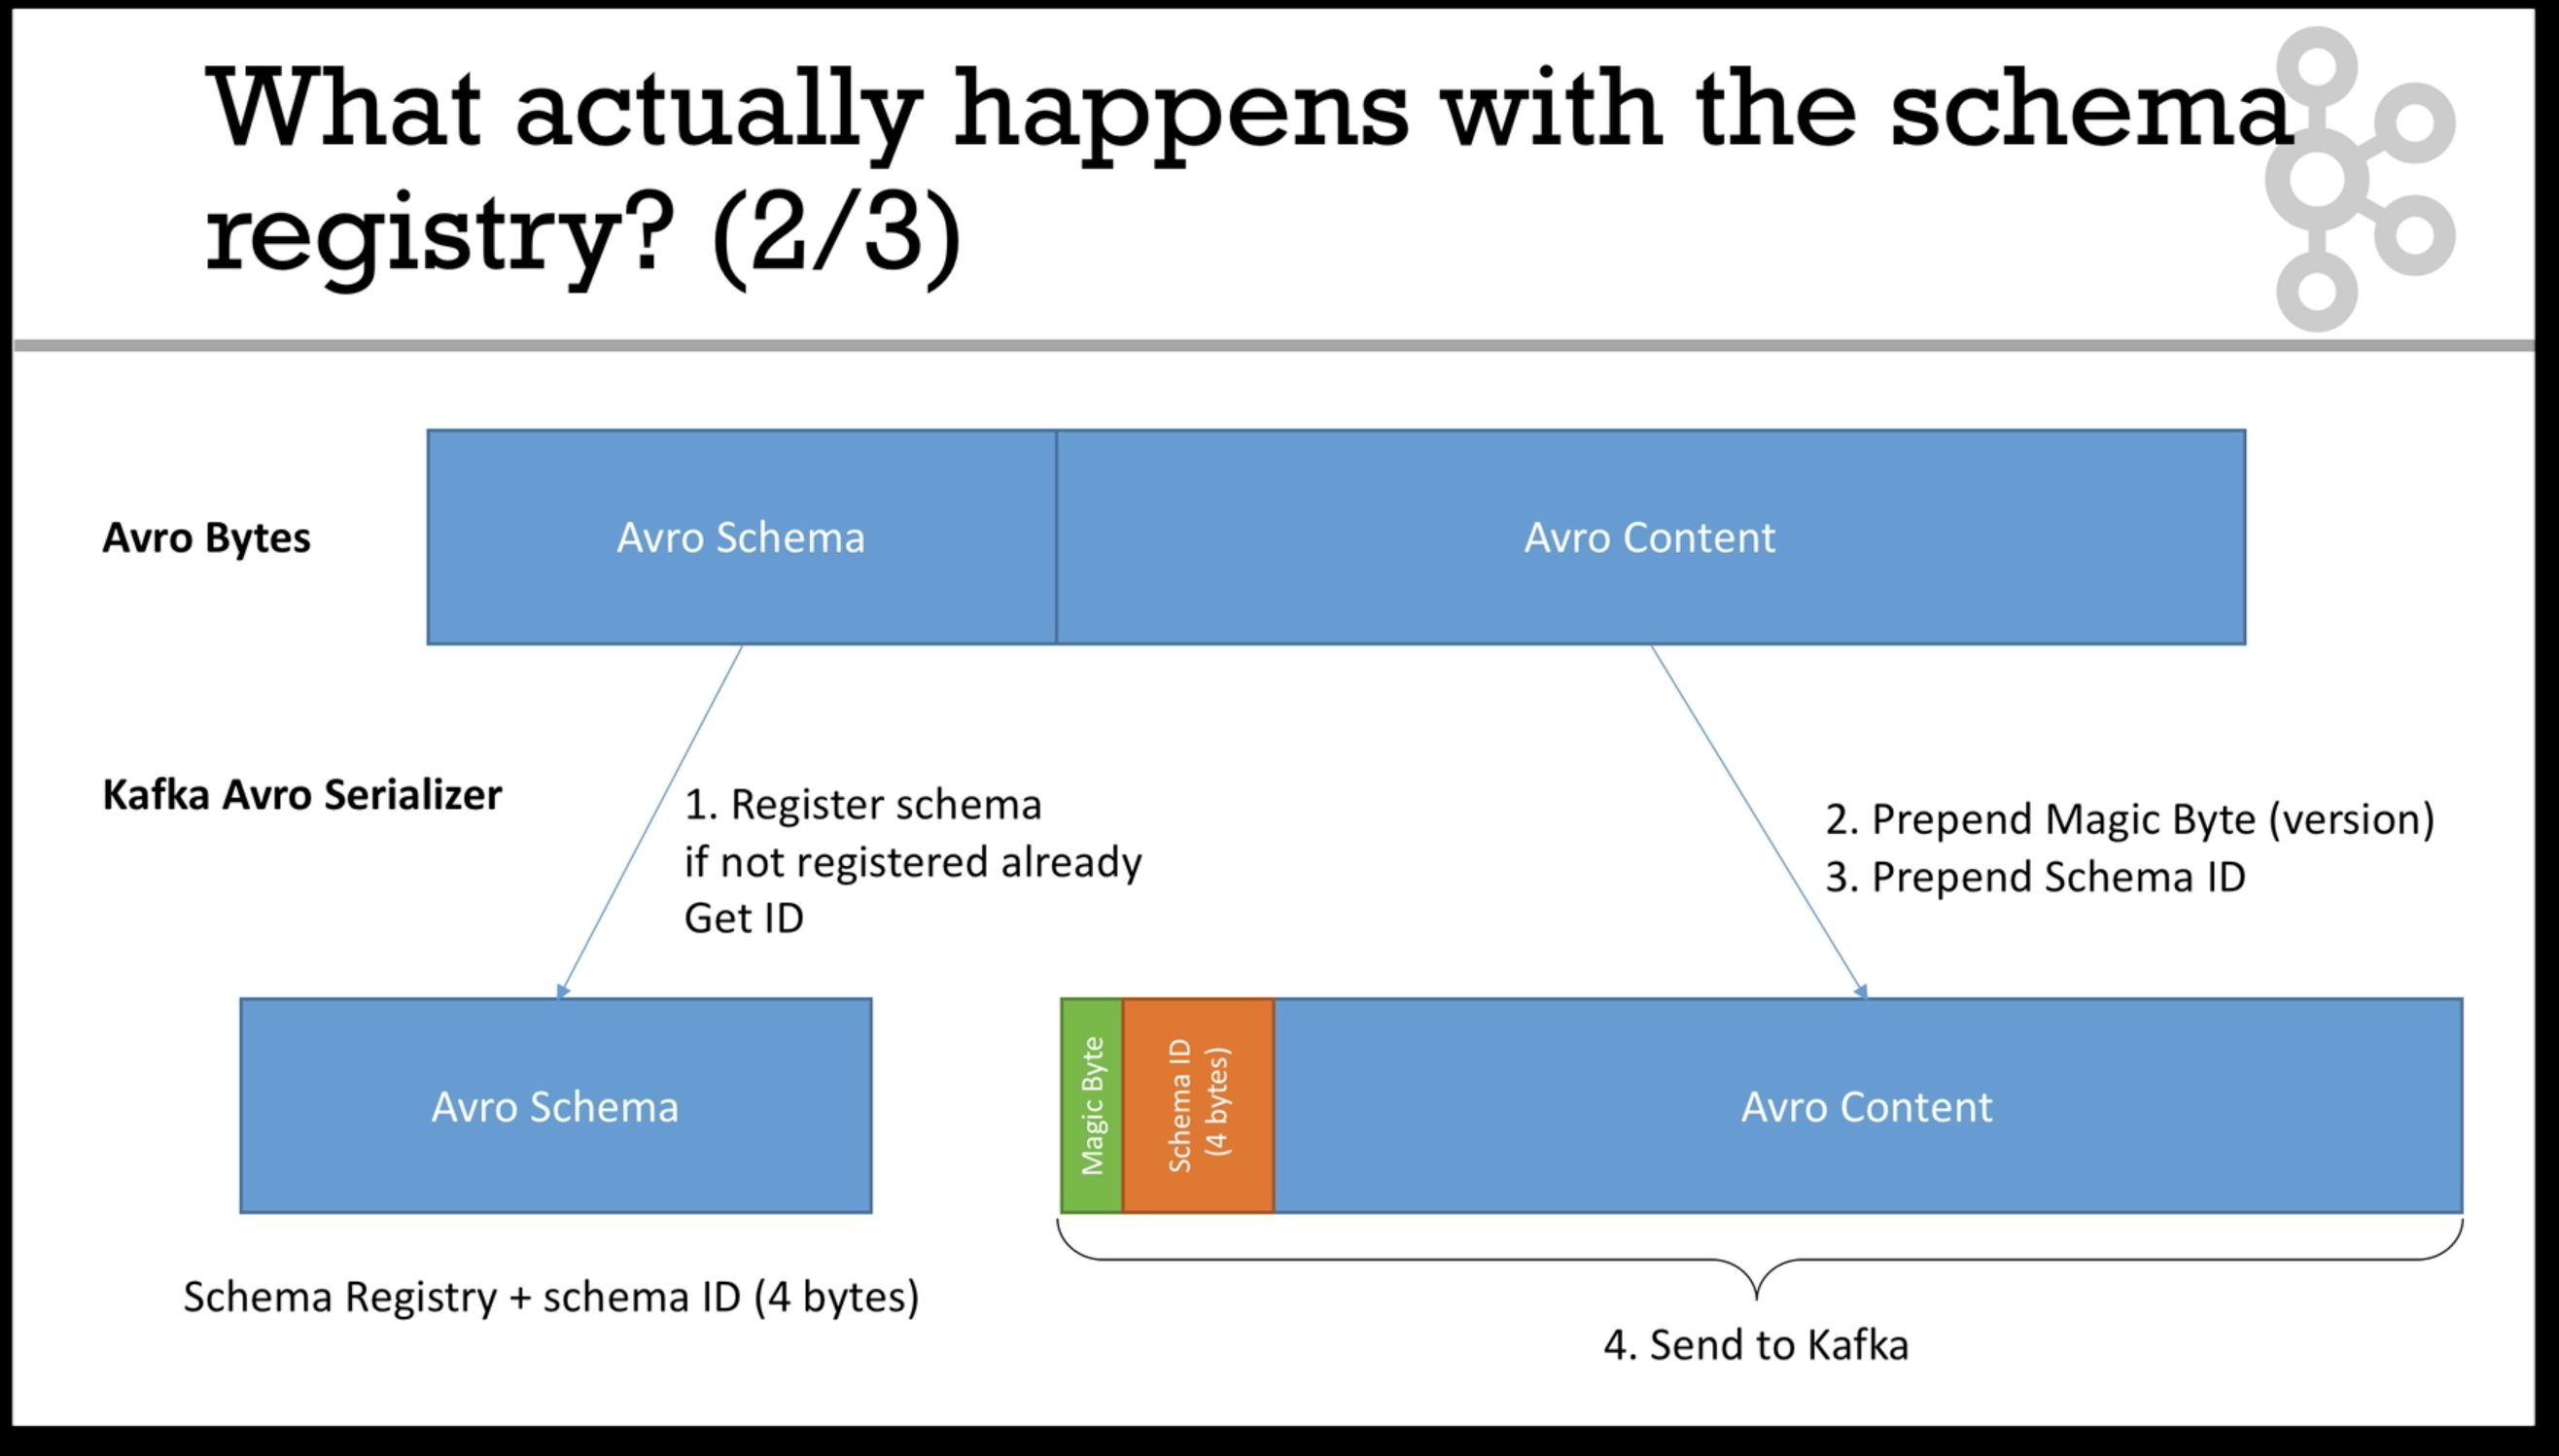 What actually happens with the schema
registry? (2/3)
Avro Bytes
Avro Schema
Avro Content
Kafka Avro Serializer
1. Register schema
if not registered already
Get ID
2. Prepend Magic Byte (version)
3. Prepend Schema ID
Avro Schema
Magic Byte
Schema ID
(4 bytes)
Avro Content
Schema Registry + schema ID (4 bytes)
4. Send to Kafka